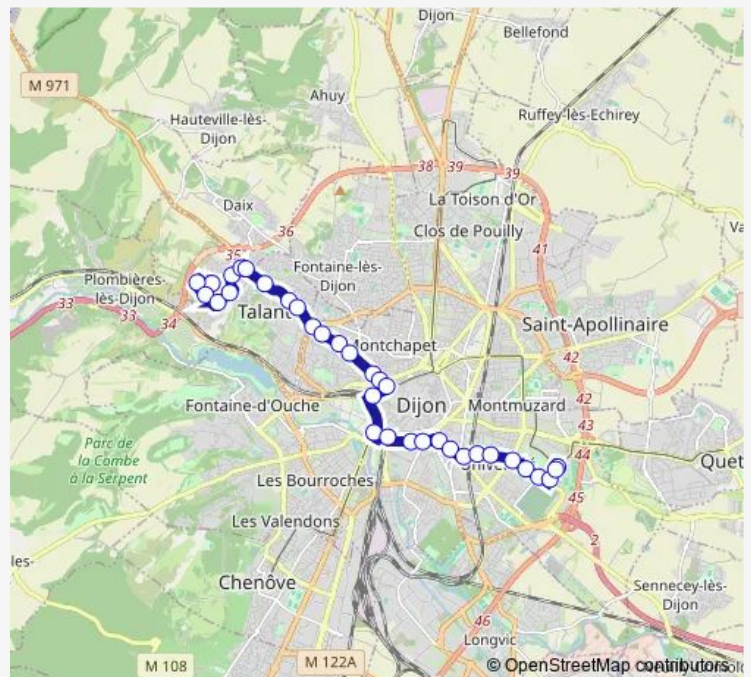 Dijon
Bellefond
M 971
Ahuy
Hauteville-lès-
Dijon
Ruffey-lès-Echirey
38
39
39
La Toison d'Or
Daix
36
Clos de Pouilly
41
35
Fontaine-lès-
Dijon
Plombières-
lès-Dijon
33
33
34
Talant
Saint-Apollinaire
Montchapet
42
Fontaine-d'Ouche
Dijon
Montmuzard
42
43
Parc de
la Combe
à la Serpent
44
Quet
Les Bourroches
45
Les Valendons
2
les-
Chenôve
Sennecey-lès-
Dijon
46
Longvic
M 108
M 122A
© OpenStreetMap contributors